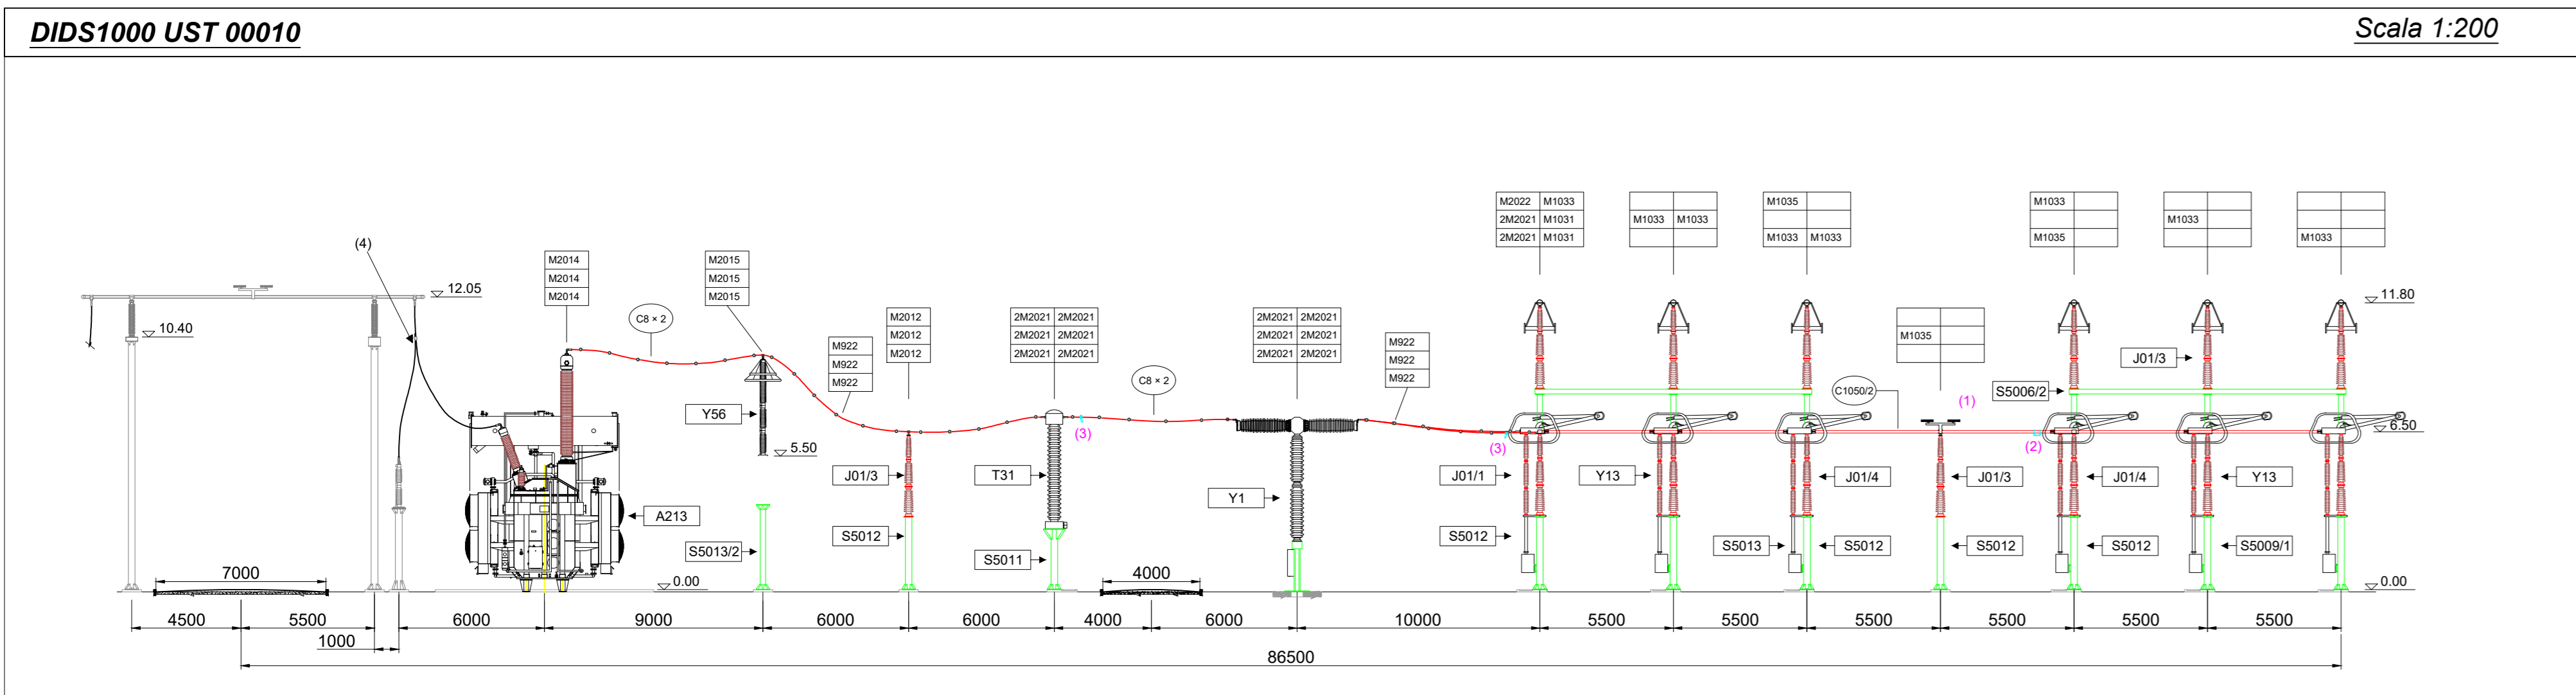 DIDS1000 UST 00010
Scala 1:200
M2022 M1033
2M2021 M1031
2M2021 M1031
M1033 M1033
M1035
M1033 M1033
M1033
M1035
M1033
M1033
(4)
M2014
M2014
M2014
M2015
M2015
M2015
12.05
10.40
C8 × 2
M922
M922
M922
M2012
M2012
M2012
2M2021 2M2021
2M2021 2M2021
2M2021 2M2021
C8 × 2
2M2021 2M2021
2M2021 2M2021
2M2021 2M2021
M922
M922
M922
M1035
11.80
J01/3
C1050/2
S5006/2
(1)
Y56
5.50
(3)
(3)
(2)
6.50
J01/3
T31
Y1
J01/1
Y13
J01/4
J01/3
J01/4
Y13
A213
S5013/2
S5012
S5011
S5012
S5013
S5012
S5012
S5012
S5009/1
7000
0.00
4000
0.00
4500
5500
6000
9000
6000
6000
4000
6000
10000
5500
5500
5500
5500
5500
5500
1000
86500